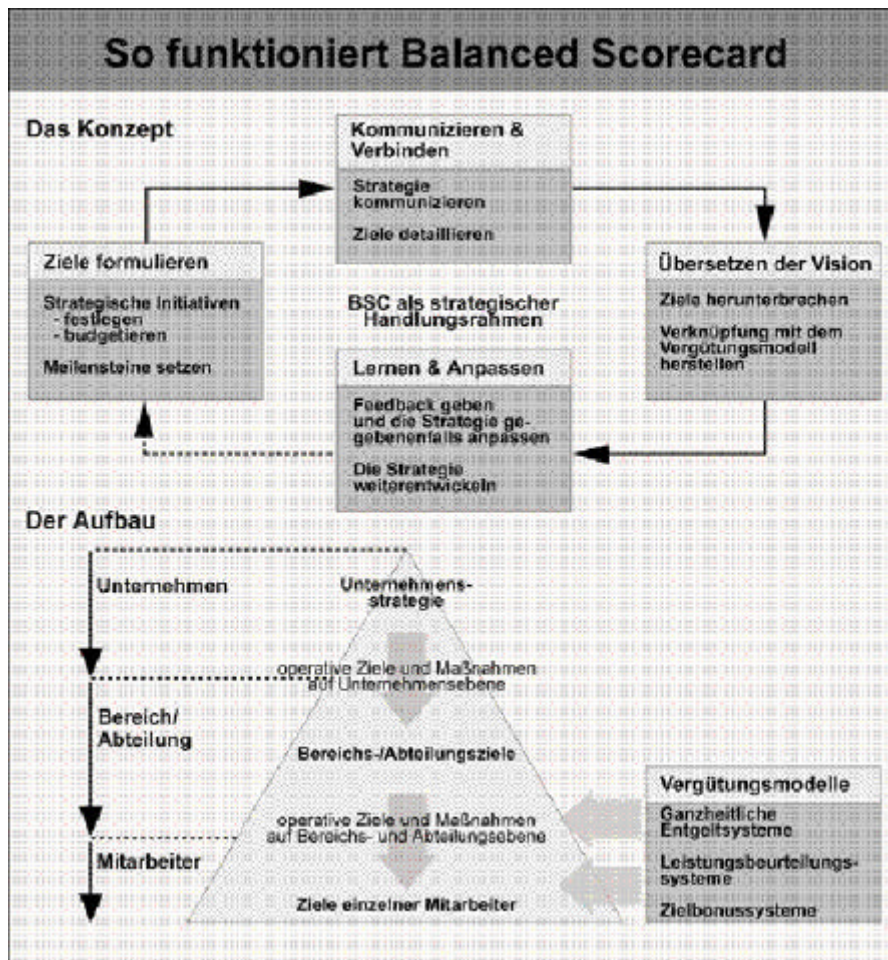 So funktioniert Balanced Scorecard
Das Konzept
Kommunizieren &
Verbinden
Strategie
kommunizieren
Ziele detaillieren
Ziele formulieren
Strategische Initiativen
- festlegen
- budgetieren
Meilensteine setzen
Übersetzen der Vision
Ziele herunterbrechen
Verknüpfung mit dem
Vergütungsmodell
herstellen
BSC als strategischer
Handlungsrahmen
Lernen & Anpassen
Feedback geben
und die Strategie ge-
gebenenfalls anpassen
Die Strategie
weiterentwickeln
Der Aufbau
Unternehmen
Unternehmens-
strategie
operative Ziele und Maßnahmen
auf Unternehmensebene
Bereich/
Abteilung
Bereichs-/Abteilungsziele
operative Ziele und Maßnahmen
auf Bereichs- und Abteilungsebene
Mitarbeiter
Ziele einzelner Mitarbeiter
Vergütungsmodelle
Ganzheitliche
Entgeltsysteme
Leistungsbeurteilungs-
systeme
Zielbonussysteme